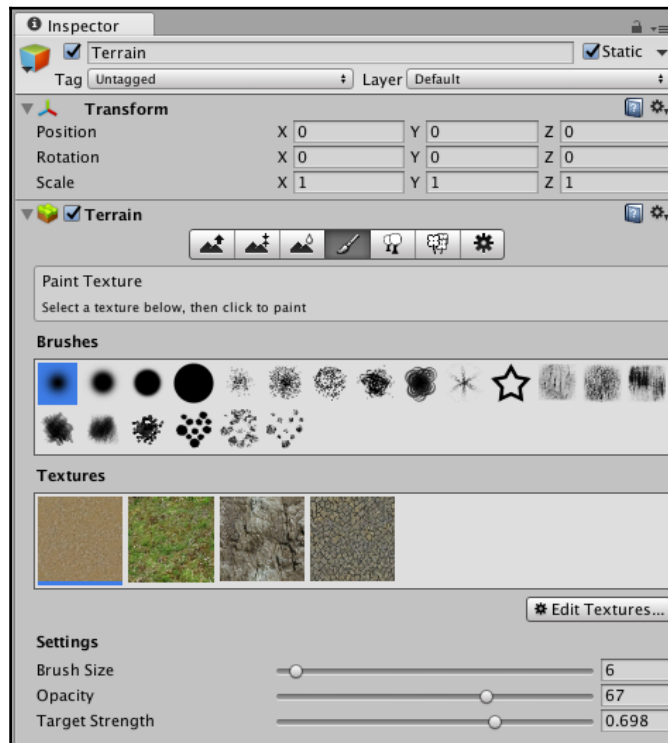 Inspector
Terrain Static
Tag Untagged Layer Default
Transform
Position X 0 Y 0 Z 0
Rotation X 0 Y 0 Z 0
Scale X 1 Y 1 Z 1
Terrain
Paint Texture
Select a texture below, then click to paint
Brushes
Textures
Edit Textures...
Settings
Brush Size 6
Opacity 67
Target Strength 0.698